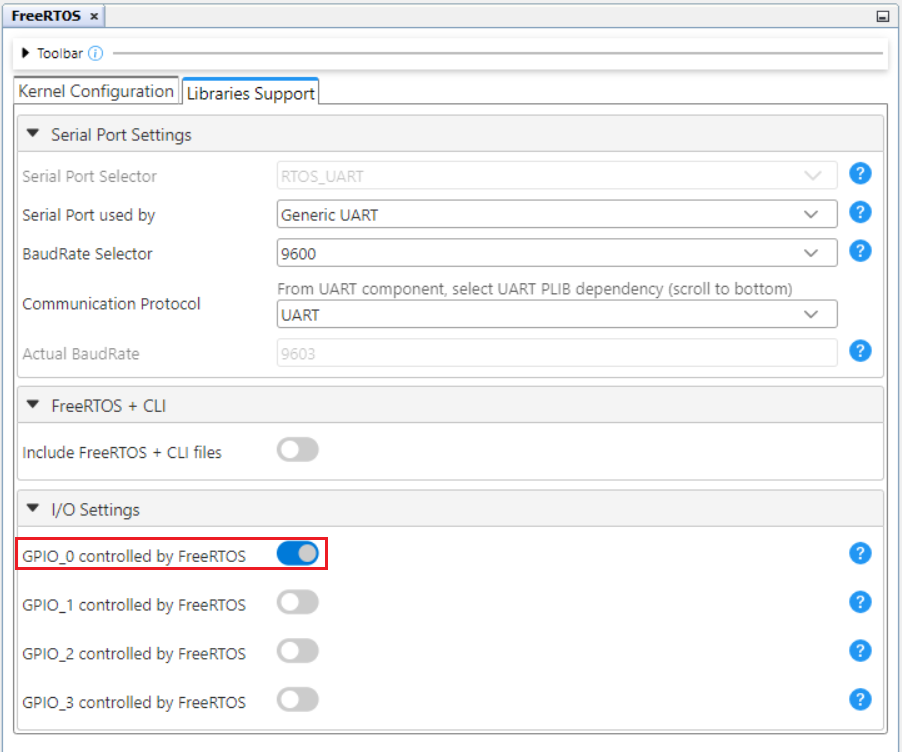 FreeRTOS ×
Toolbar i
Kernel Configuration Libraries Support
Serial Port Settings
Serial Port Selector RTOS_UART ?
Serial Port used by Generic UART ?
BaudRate Selector 9600 ?
From UART component, select UART PLIB dependency (scroll to bottom)
Communication Protocol UART
Actual BaudRate 9603 ?
FreeRTOS + CLI
Include FreeRTOS + CLI files
I/O Settings
GPIO_0 controlled by FreeRTOS ?
GPIO_1 controlled by FreeRTOS ?
GPIO_2 controlled by FreeRTOS ?
GPIO_3 controlled by FreeRTOS ?